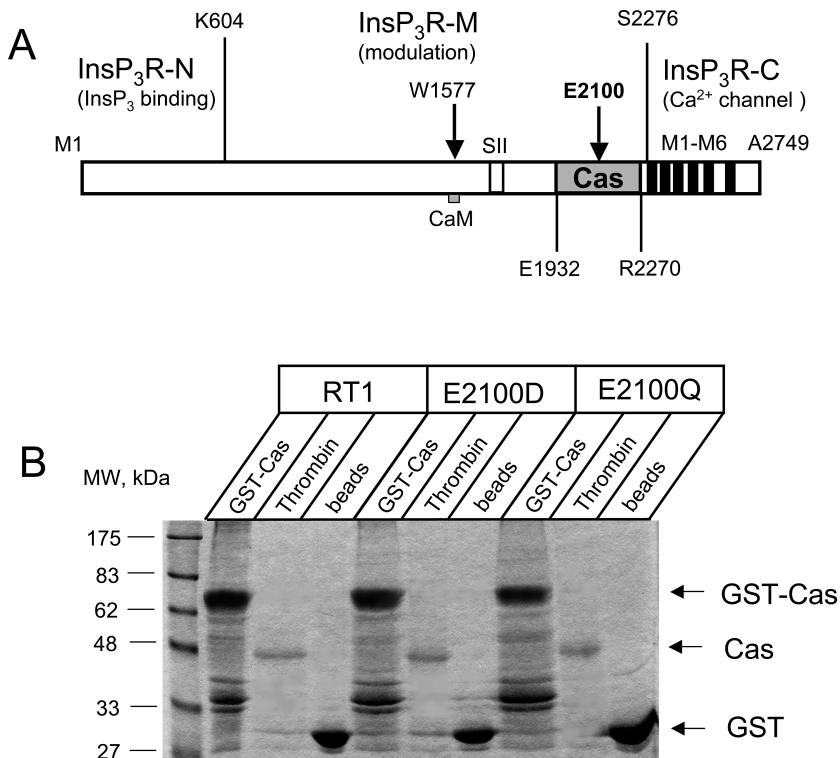 A
K604
InsP3R-M
(modulation)
S2276
InsP3R-N
(InsP3 binding)
W1577
E2100
InsP3R-C
(Ca2+ channel )
M1
SII
M1-M6
A2749
Cas
CaM
E1932
R2270
RT1
E2100D
E2100Q
B
MW, kDa
GST-Cas
Thrombin
beads
GST-Cas
Thrombin
beads
GST-Cas
Thrombin
beads
175
83
62
48
33
27
GST-Cas
Cas
GST